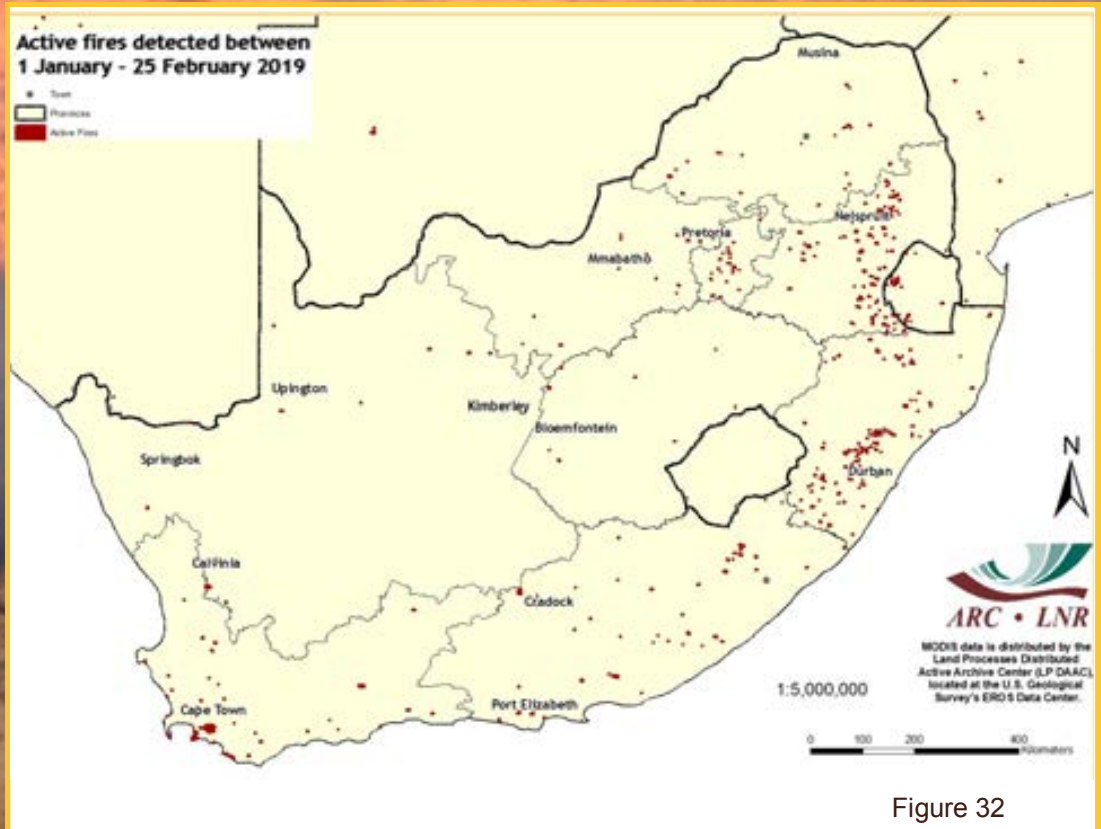 Active fires detected between
1 January - 25 February 2019
Town
Provinces
Active Fires
Musina
Nelspruit
Pretoria
Mmabatho
Upington
Kimberley
Bloemfontein
Springbok
Durban
N
Calvinia
Cradock
ARC • LNR
MODIS data is distributed by the
Land Processes Distributed
Active Archive Center (LP DAAC),
located at the U.S. Geological
Survey's EROS Data Center.
1:5,000,000
Port Elizabeth
Cape Town
0 100 200 400
Kilometers
Figure 32